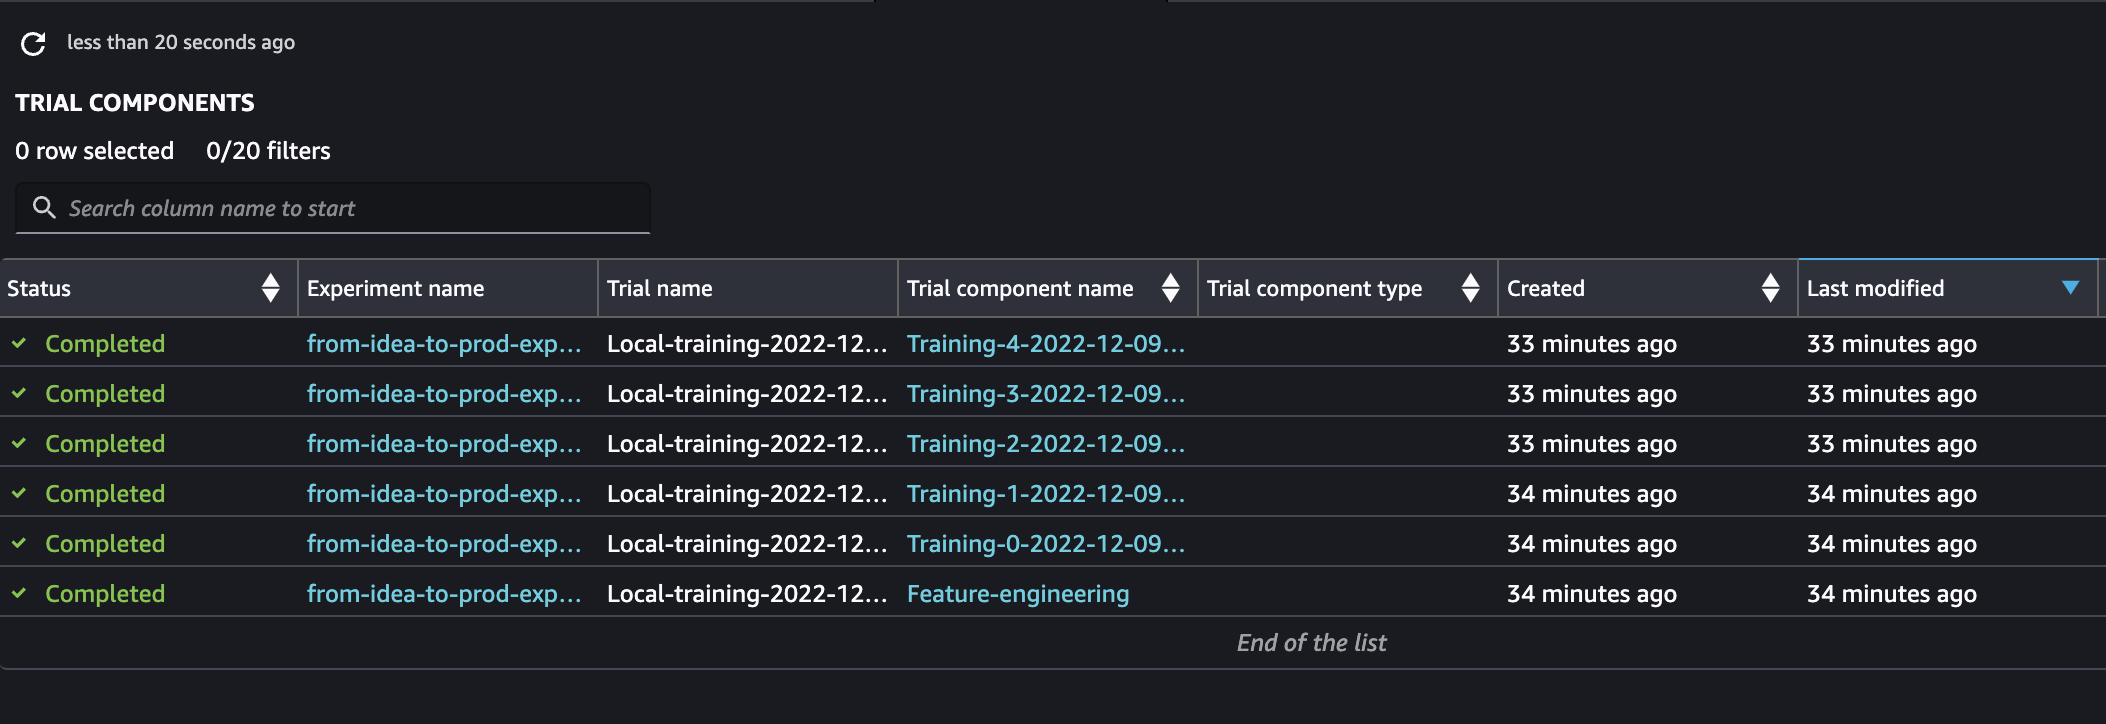 less than 20 seconds ago
TRIAL COMPONENTS
0 row selected 0/20 filters
Search column name to start
Status Experiment name Trial name Trial component name Trial component type Created Last modified
Completed from-idea-to-prod-exp... Local-training-2022-12... Training-4-2022-12-09... 33 minutes ago 33 minutes ago
Completed from-idea-to-prod-exp... Local-training-2022-12... Training-3-2022-12-09... 33 minutes ago 33 minutes ago
Completed from-idea-to-prod-exp... Local-training-2022-12... Training-2-2022-12-09... 33 minutes ago 33 minutes ago
Completed from-idea-to-prod-exp... Local-training-2022-12... Training-1-2022-12-09... 34 minutes ago 34 minutes ago
Completed from-idea-to-prod-exp... Local-training-2022-12... Training-0-2022-12-09... 34 minutes ago 34 minutes ago
Completed from-idea-to-prod-exp... Local-training-2022-12... Feature-engineering 34 minutes ago 34 minutes ago
End of the list